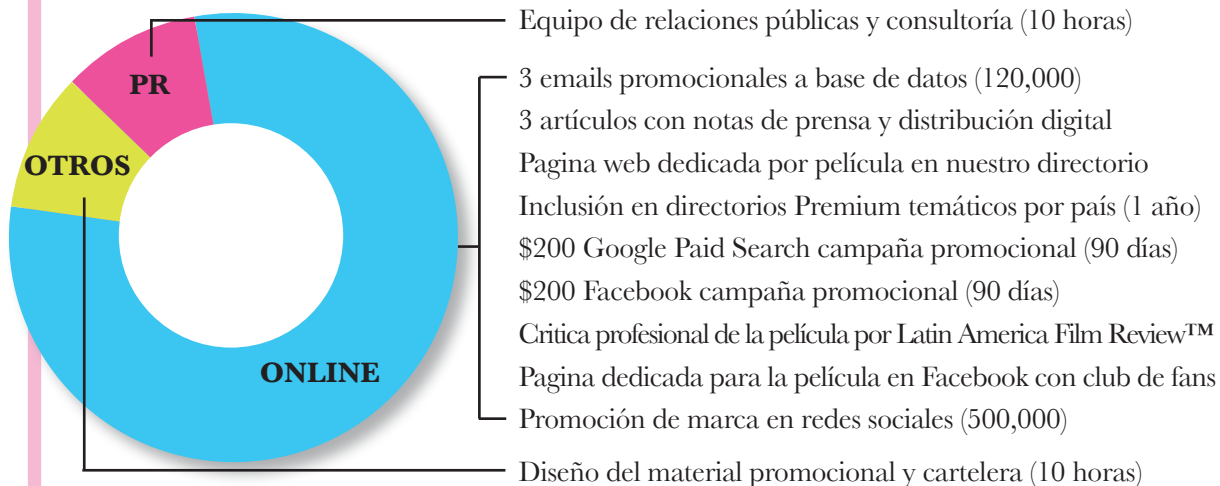 Equipo de relaciones públicas y consultoría (10 horas)
PR
3 emails promocionales a base de datos (120,000)
3 artículos con notas de prensa y distribución digital
OTROS
Pagina web dedicada por película en nuestro directorio
Inclusión en directorios Premium temáticos por país (1 año)
$200 Google Paid Search campaña promocional (90 días)
$200 Facebook campaña promocional (90 días)
Critica profesional de la película por Latin America Film Review™
ONLINE
Pagina dedicada para la película en Facebook con club de fans
Promoción de marca en redes sociales (500,000)
Diseño del material promocional y cartelera (10 horas)